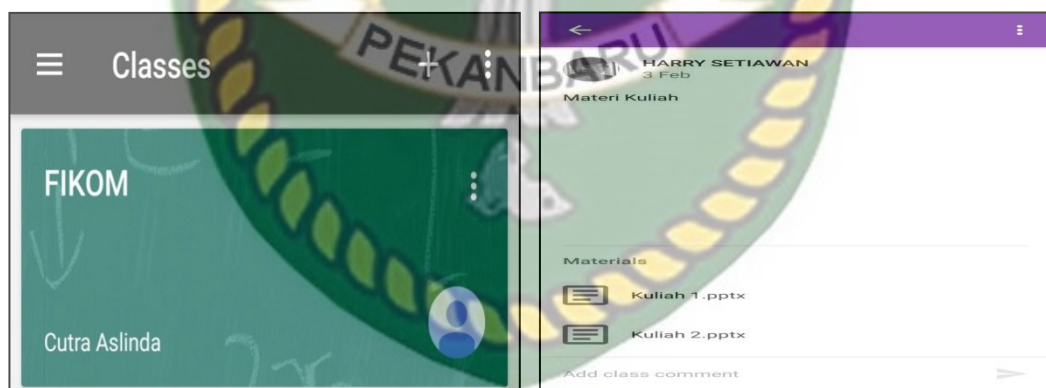 Classes
FIKOM
Cutra Aslinda
PEKANBARU
HARRY SETIAWAN
3 Feb
Materi Kuliah
Materials
Kuliah 1.pptx
Kuliah 2.pptx
Add class comment